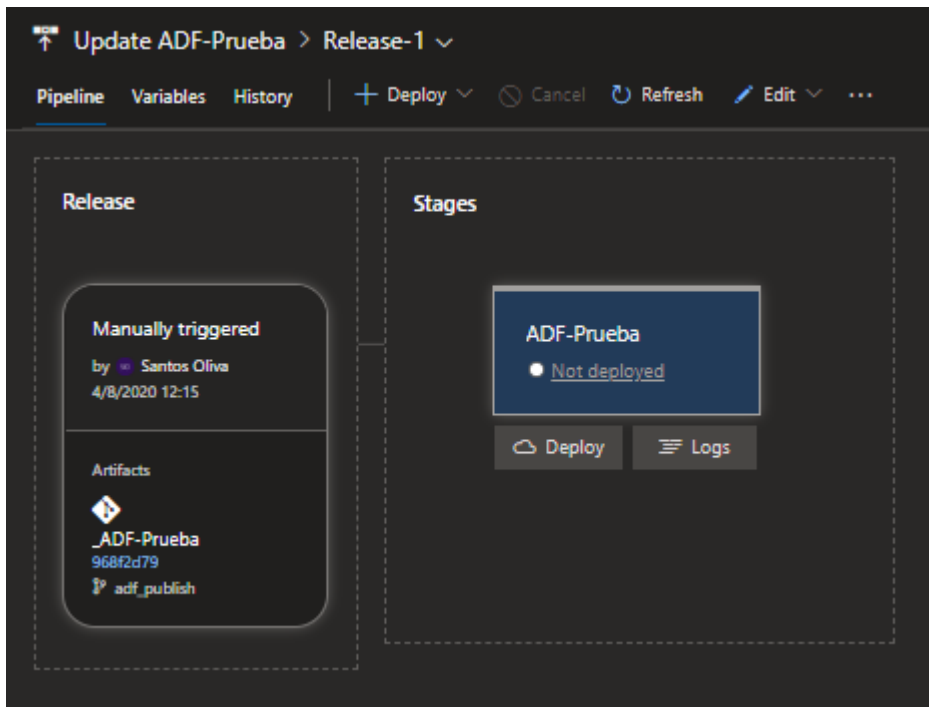 Update ADF-Prueba > Release-1
Pipeline Variables History + Deploy Cancel Refresh Edit ...
Release
Manually triggered
by Santos Oliva
4/8/2020 12:15
Artifacts
_ADF-Prueba
968f2d79
adf_publish
Stages
ADF-Prueba
Not deployed
Deploy Logs